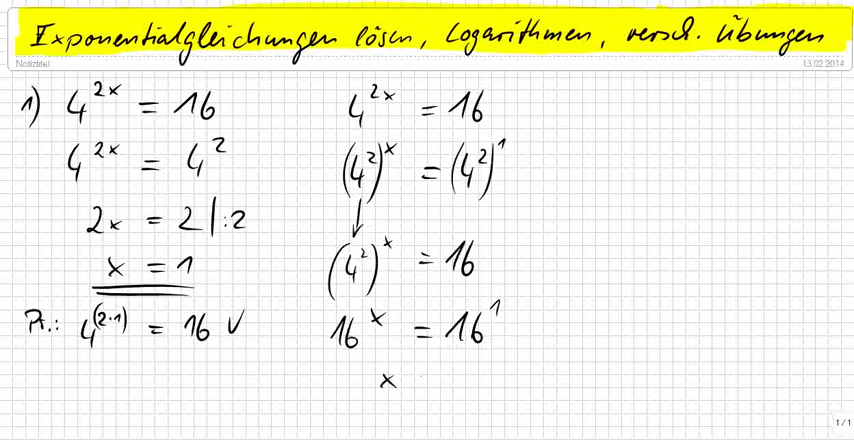 Exponentialgleichungen lösen, Logarithmen, versch. Übungen
Notiztitel
13.02.2014
1) 4^{2x} = 16
4^{2x} = 4^2
2x = 2 | :2
x = 1
Pr.: 4^{(2·1)} = 16 ✓
4^{2x} = 16
(4^2)^x = (4^2)^1
↓
(4^2)^x = 16
16^x = 16^1
x
1 / 1